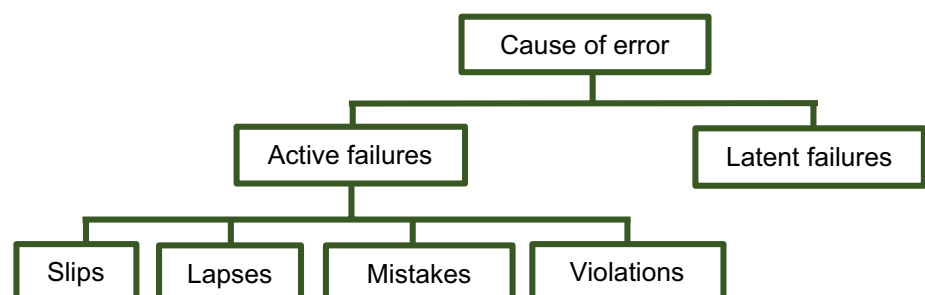 Cause of error
Active failures
Latent failures
Slips
Lapses
Mistakes
Violations